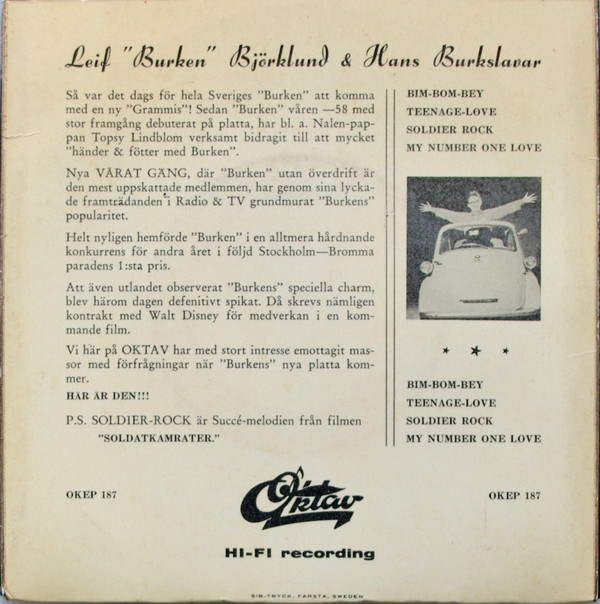 Leif "Burken" Björklund & Hans Burkslavar
Så var det dags för hela Sveriges "Burken" att komma
med en ny "Grammis"! Sedan "Burken" våren —58 med
stor framgång debuterat på platta, har bl. a. Nalen-pap-
pan Topsy Lindblom verksamt bidragit till att mycket
"händer & fötter med Burken".
Nya VÅRAT GÄNG, där "Burken" utan överdrift är
den mest uppskattade medlemmen, har genom sina lycka-
de framträdanden i Radio & TV grundmurat "Burkens"
popularitet.
Helt nyligen hemförde "Burken" i en alltmera hårdnande
konkurrens för andra året i följd Stockholm—Bromma
paradens 1:sta pris.
Att även utlandet observerat "Burkens" speciella charm,
blev härom dagen defenitivt spikat. Då skrevs nämligen
kontrakt med Walt Disney för medverkan i en kom-
mande film.
Vi här på OKTAV har med stort intresse emottagit mas-
sor med förfrågningar när "Burkens" nya platta kom-
mer.
HÄR ÄR DEN!!!
P.S. SOLDIER-ROCK är Succé-melodien från filmen
"SOLDATKAMRATER."
BIM-BOM-BEY
TEENAGE-LOVE
SOLDIER ROCK
MY NUMBER ONE LOVE
BIM-BOM-BEY
TEENAGE-LOVE
SOLDIER ROCK
MY NUMBER ONE LOVE
OKEP 187
Oktav
OKEP 187
HI-FI recording
SIB-TRYCK, FARSTA, SWEDEN